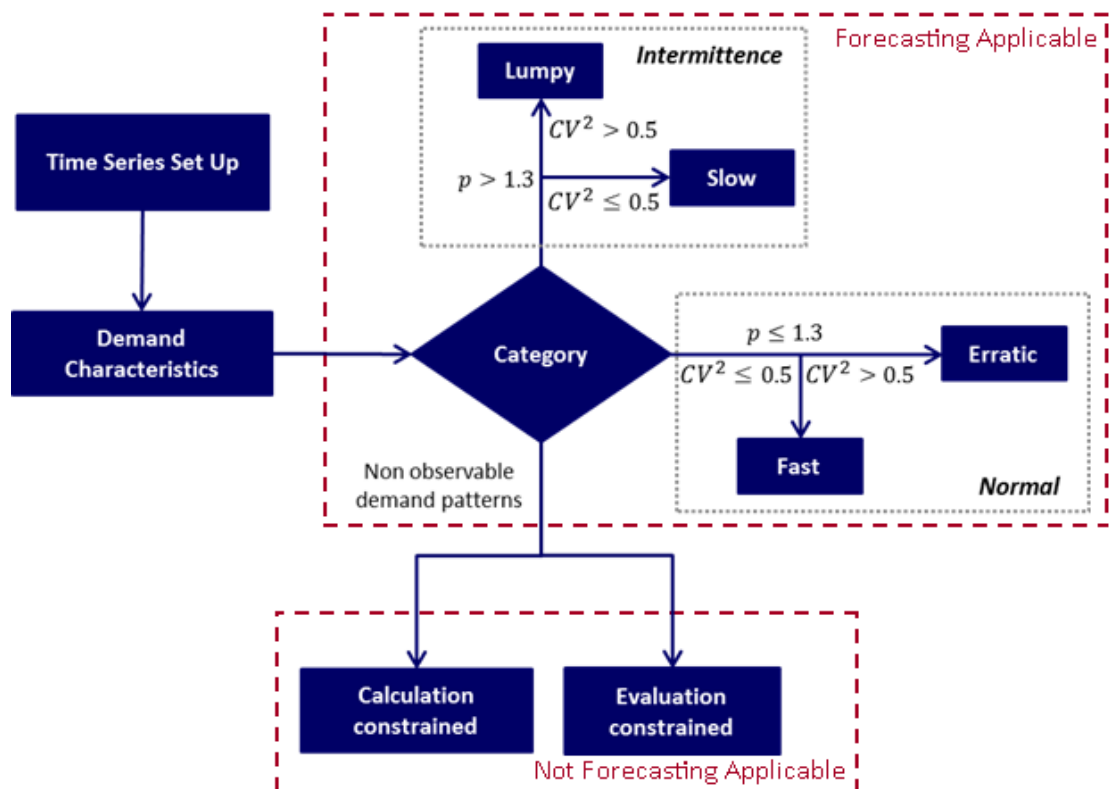 Forecasting Applicable
Intermittence
Lumpy
CV² > 0.5
Time Series Set Up
p > 1.3
Slow
CV² ≤ 0.5
Demand
Characteristics
Category
p ≤ 1.3
Erratic
CV² ≤ 0.5
CV² > 0.5
Fast
Normal
Non observable
demand patterns
Calculation
constrained
Evaluation
constrained
Not Forecasting Applicable